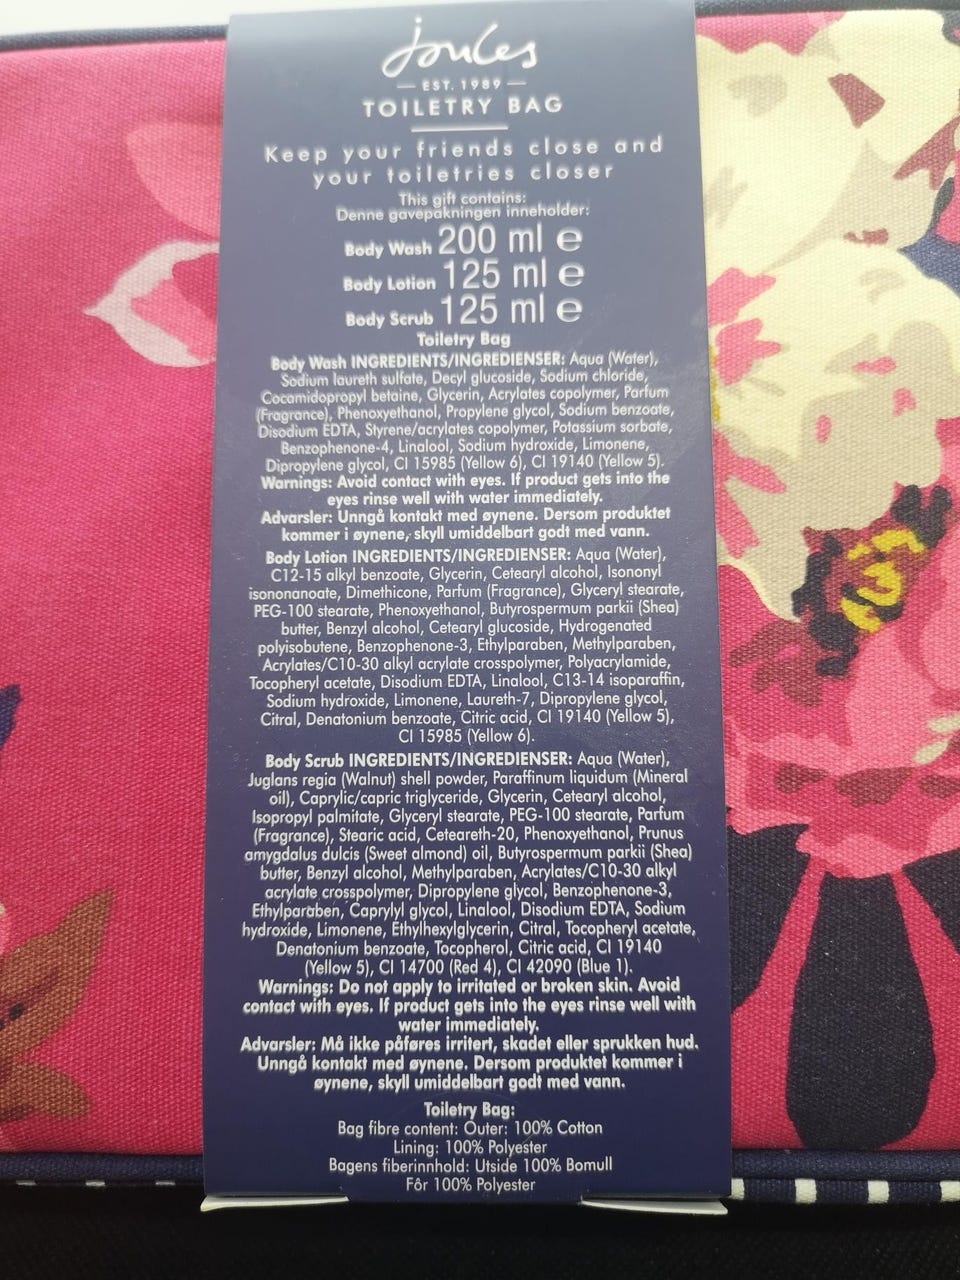 Joules
EST. 1989
TOILETRY BAG
Keep your friends close and
your toiletries closer
This gift contains:
Denne gavepakningen inneholder:
Body Wash 200 ml e
Body Lotion 125 ml e
Body Scrub 125 ml e
Toiletry Bag
Body Wash INGREDIENTS/INGREDIENSER: Aqua (Water),
Sodium laureth sulfate, Decyl glucoside, Sodium chloride,
Cocamidopropyl betaine, Glycerin, Acrylates copolymer, Parfum
(Fragrance), Phenoxyethanol, Propylene glycol, Sodium benzoate,
Disodium EDTA, Styrene/acrylates copolymer, Potassium sorbate,
Benzophenone-4, Linalool, Sodium hydroxide, Limonene,
Dipropylene glycol, CI 15985 (Yellow 6), CI 19140 (Yellow 5).
Warnings: Avoid contact with eyes. If product gets into the
eyes rinse well with water immediately.
Advarsler: Unngå kontakt med øynene. Dersom produktet
kommer i øynene, skyll umiddelbart godt med vann.
Body Lotion INGREDIENTS/INGREDIENSER: Aqua (Water),
C12-15 alkyl benzoate, Glycerin, Cetearyl alcohol, Isononyl
isononanoate, Dimethicone, Parfum (Fragrance), Glyceryl stearate,
PEG-100 stearate, Phenoxyethanol, Butyrospermum parkii (Shea)
butter, Benzyl alcohol, Cetearyl glucoside, Hydrogenated
polyisobutene, Benzophenone-3, Ethylparaben, Methylparaben,
Acrylates/C10-30 alkyl acrylate crosspolymer, Polyacrylamide,
Tocopheryl acetate, Disodium EDTA, Linalool, C13-14 isoparaffin,
Sodium hydroxide, Limonene, Laureth-7, Dipropylene glycol,
Citral, Denatonium benzoate, Citric acid, CI 19140 (Yellow 5),
CI 15985 (Yellow 6).
Body Scrub INGREDIENTS/INGREDIENSER: Aqua (Water),
Juglans regia (Walnut) shell powder, Paraffinum liquidum (Mineral
oil), Caprylic/capric triglyceride, Glycerin, Cetearyl alcohol,
Isopropyl palmitate, Glyceryl stearate, PEG-100 stearate, Parfum
(Fragrance), Stearic acid, Ceteareth-20, Phenoxyethanol, Prunus
amygdalus dulcis (Sweet almond) oil, Butyrospermum parkii (Shea)
butter, Benzyl alcohol, Methylparaben, Acrylates/C10-30 alkyl
acrylate crosspolymer, Dipropylene glycol, Benzophenone-3,
Ethylparaben, Caprylyl glycol, Linalool, Disodium EDTA, Sodium
hydroxide, Limonene, Ethylhexylglycerin, Citral, Tocopheryl acetate,
Denatonium benzoate, Tocopherol, Citric acid, CI 19140
(Yellow 5), CI 14700 (Red 4), CI 42090 (Blue 1).
Warnings: Do not apply to irritated or broken skin. Avoid
contact with eyes. If product gets into the eyes rinse well with
water immediately.
Advarsler: Må ikke påføres irritert, skadet eller sprukken hud.
Unngå kontakt med øynene. Dersom produktet kommer i
øynene, skyll umiddelbart godt med vann.
Toiletry Bag:
Bag fibre content: Outer: 100% Cotton
Lining: 100% Polyester
Bagens fiberinnhold: Utside 100% Bomull
Fôr 100% Polyester